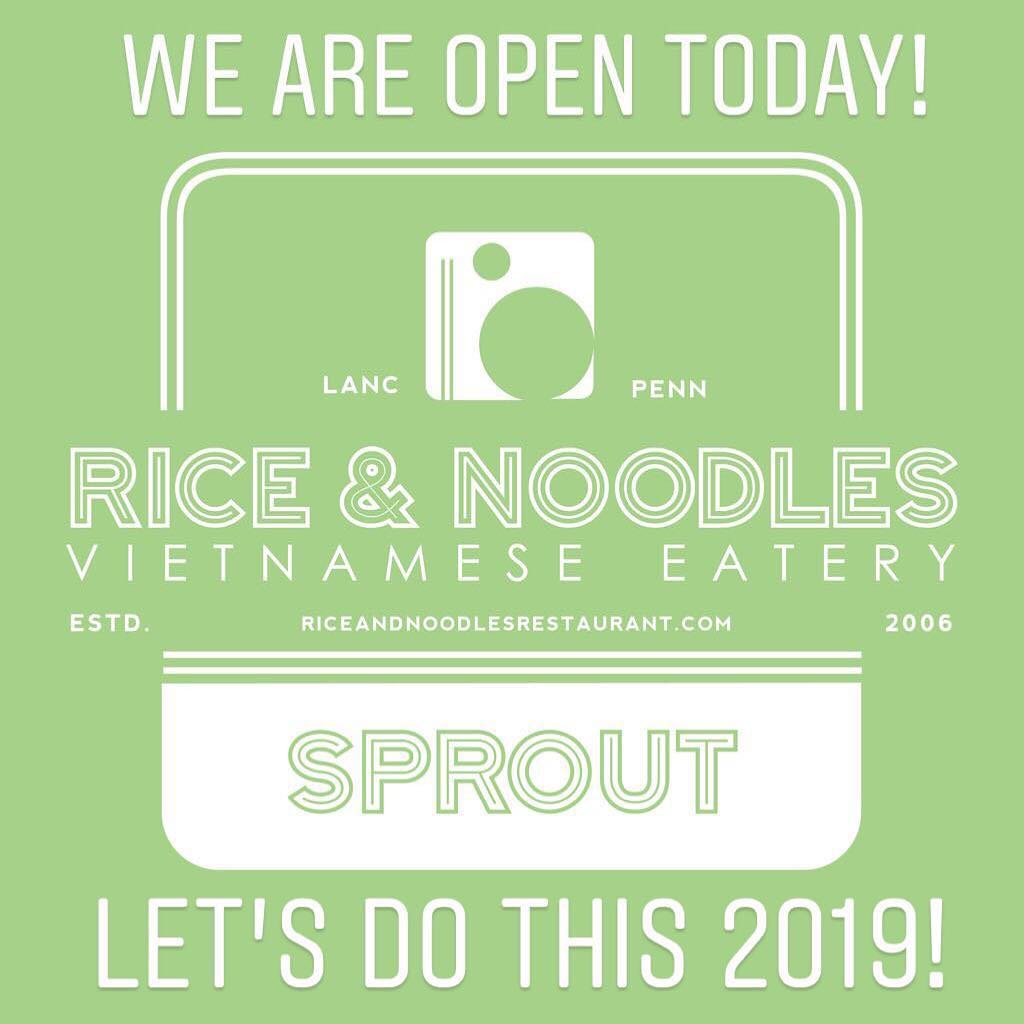 WE ARE OPEN TODAY!
LANC PENN
RICE & NOODLES
VIETNAMESE EATERY
ESTD. RICEANDNOODLESRESTAURANT.COM 2006
SPROUT
LET'S DO THIS 2019!